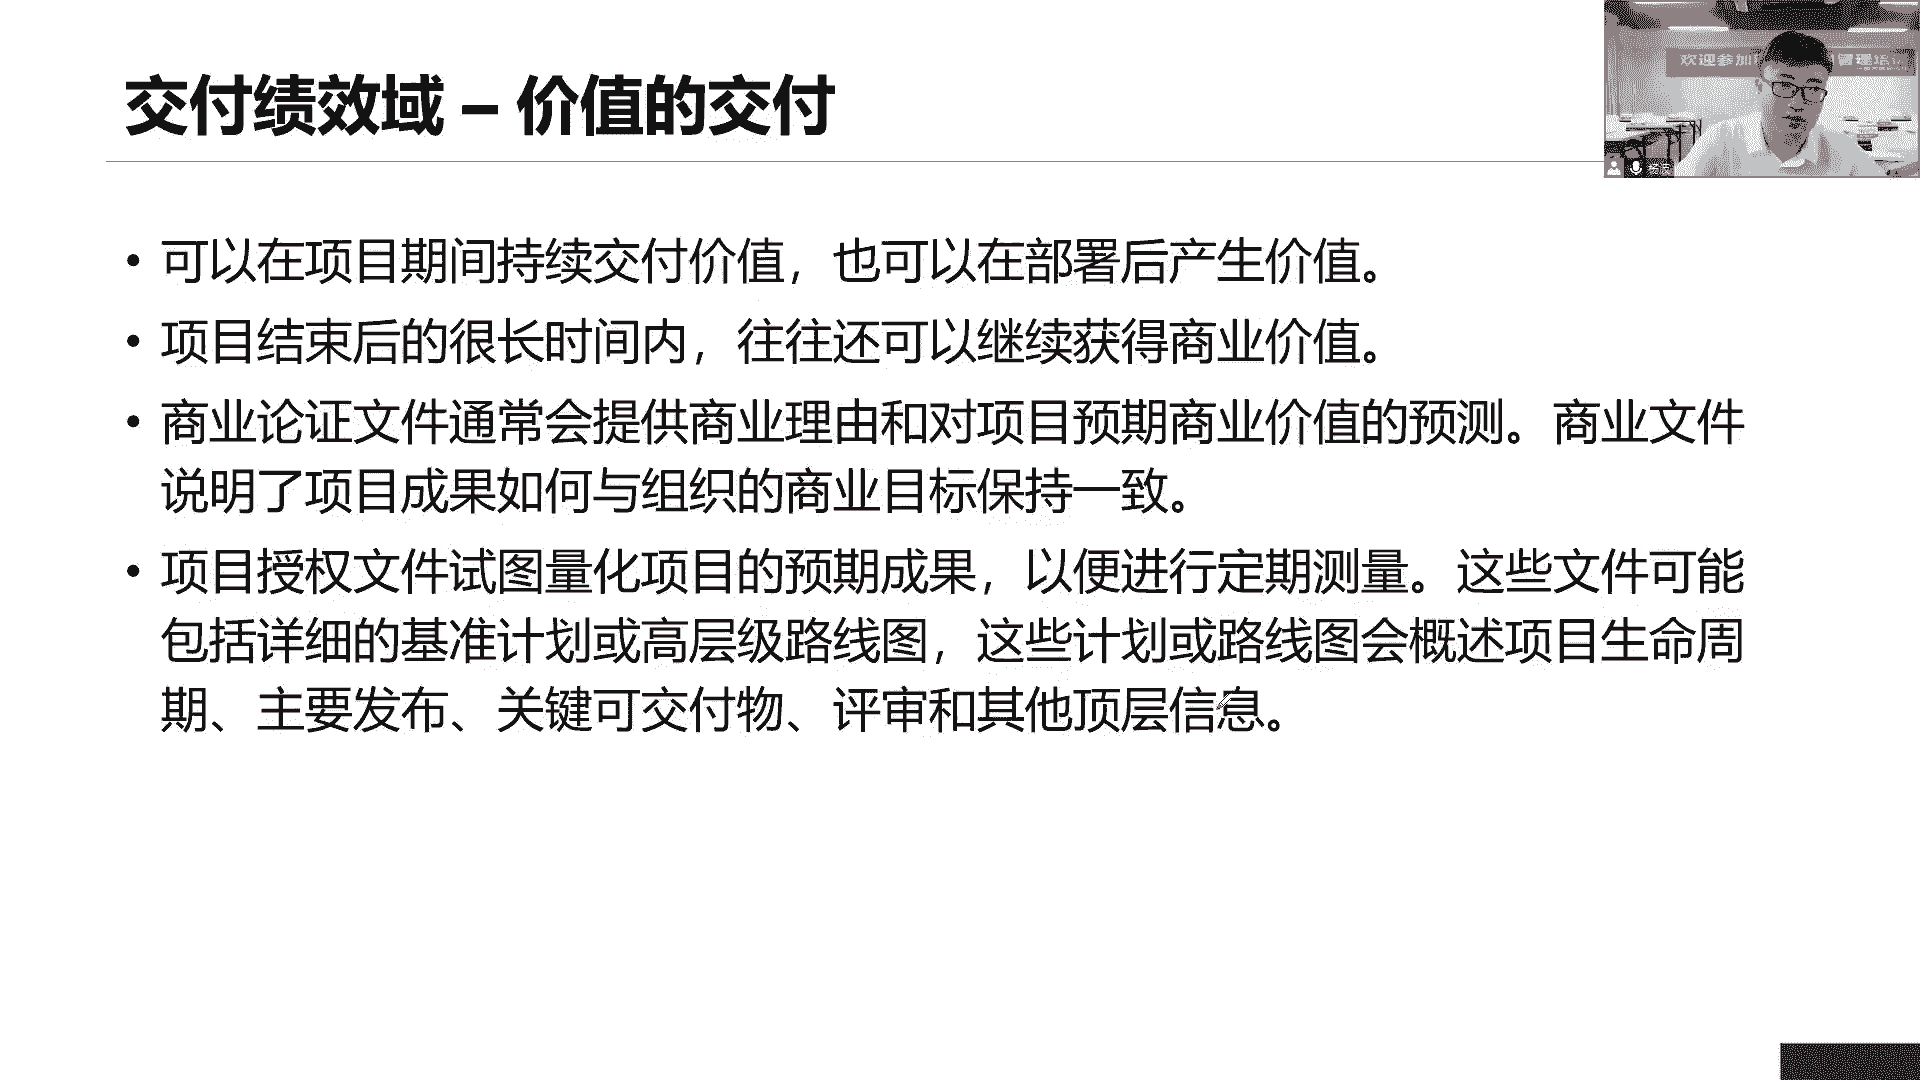 交付绩效域 – 价值的交付
欢迎参加
管理培
• 可以在项目期间持续交付价值，也可以在部署后产生价值。
• 项目结束后的很长时间内，往往还可以继续获得商业价值。
• 商业论证文件通常会提供商业理由和对项目预期商业价值的预测。商业文件
说明了项目成果如何与组织的商业目标保持一致。
• 项目授权文件试图量化项目的预期成果，以便进行定期测量。这些文件可能
包括详细的基准计划或高层级路线图，这些计划或路线图会概述项目生命周
期、主要发布、关键可交付物、评审和其他顶层信息。